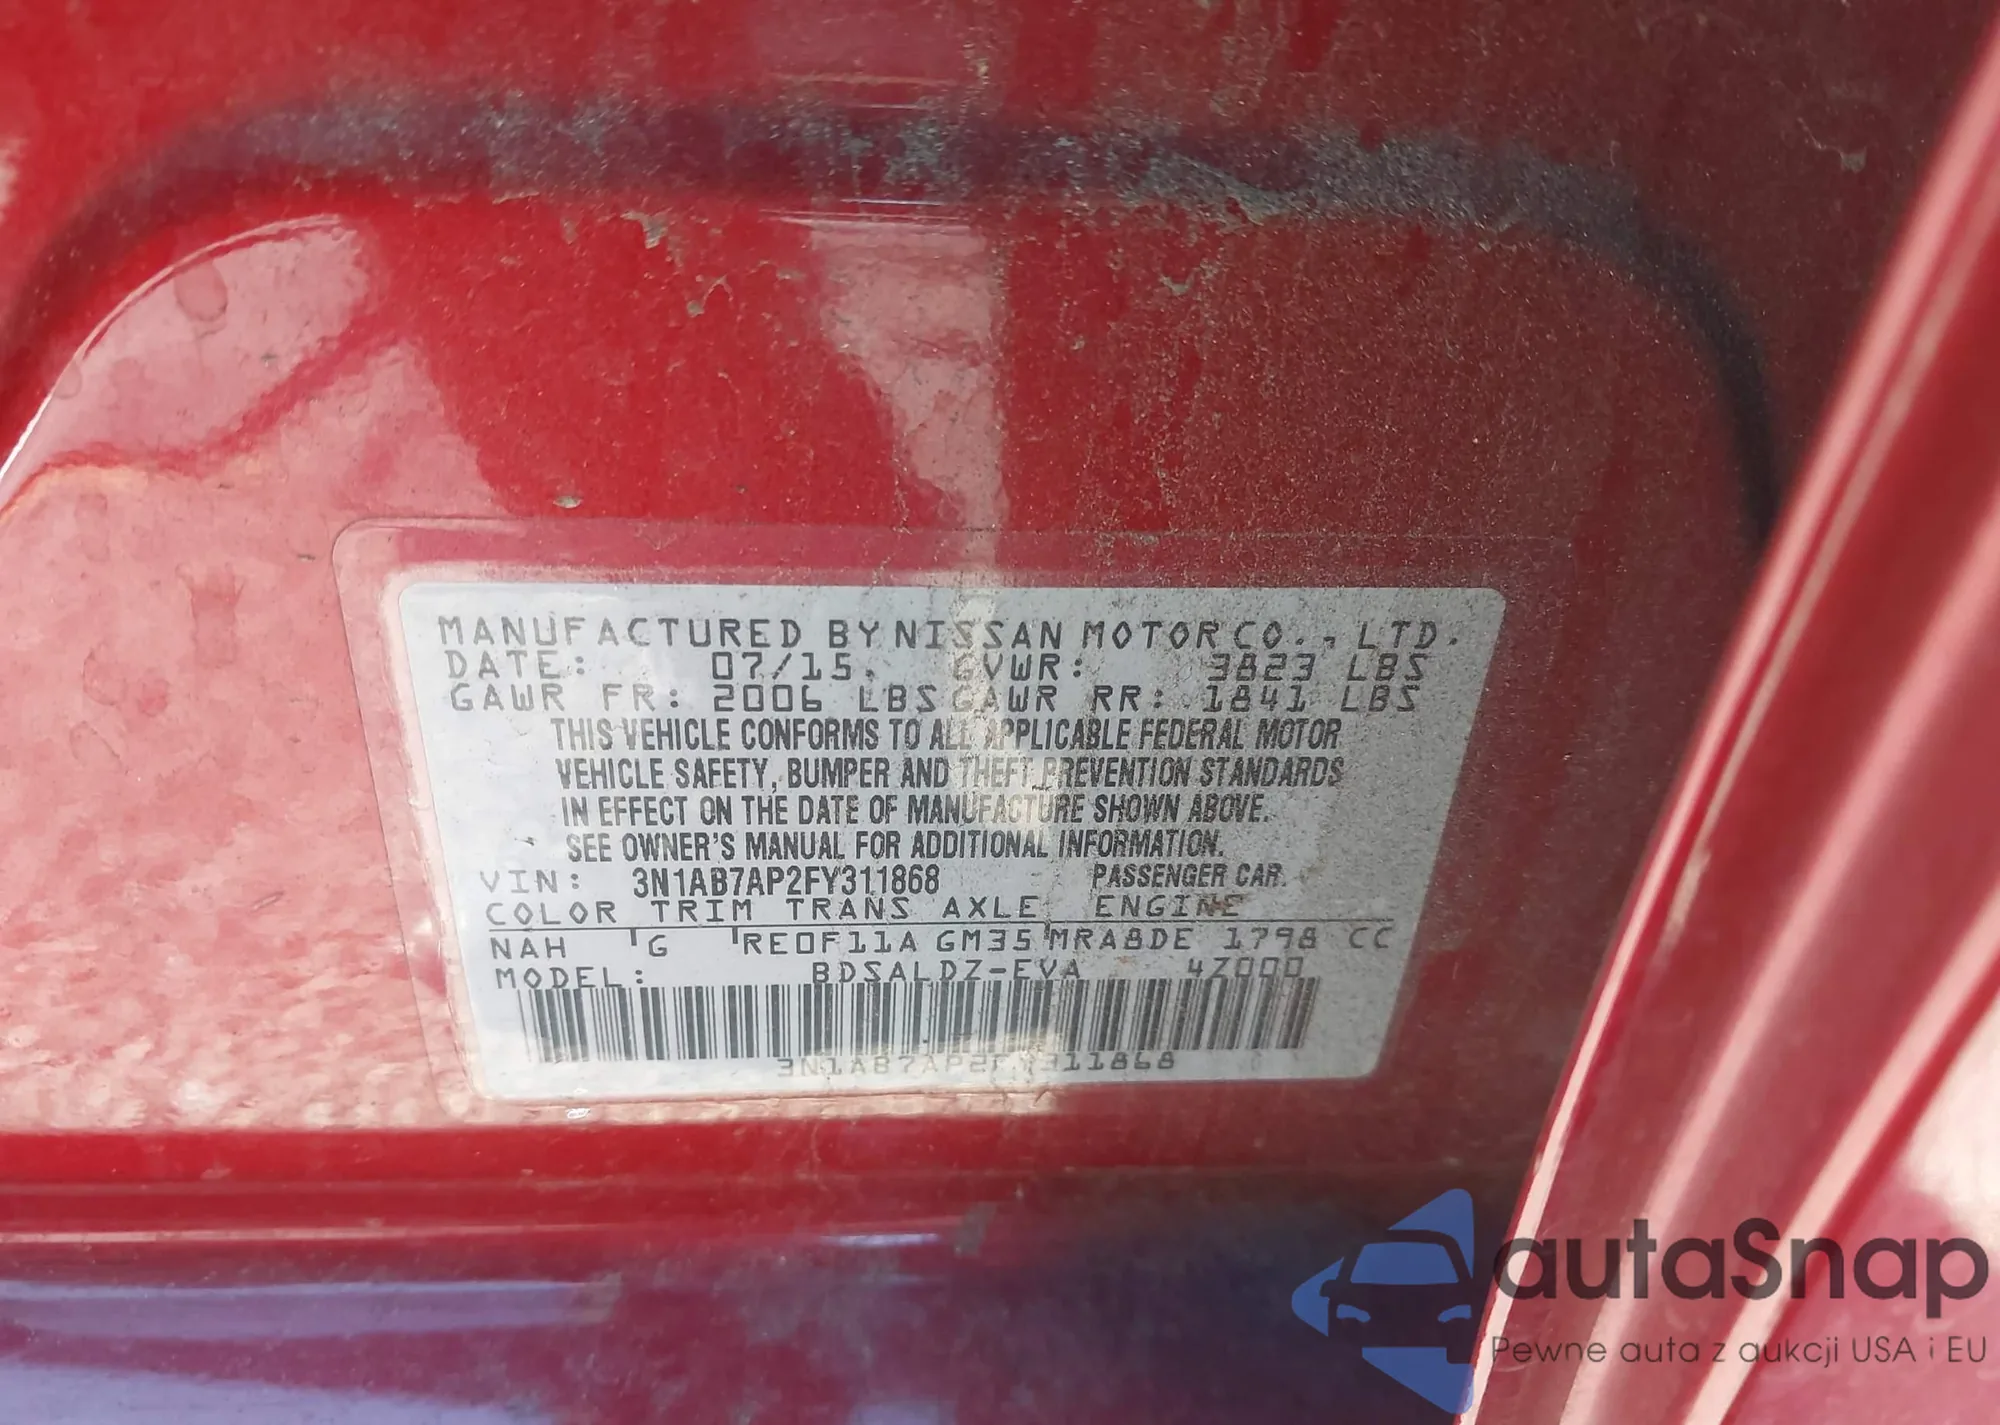 MANUFACTURED BY NISSAN MOTOR CO., LTD.
DATE: 07/15. GVWR: 3823 LBS
GAWR FR: 2006 LBS GAWR RR: 1841 LBS
THIS VEHICLE CONFORMS TO ALL APPLICABLE FEDERAL MOTOR
VEHICLE SAFETY, BUMPER AND THEFT PREVENTION STANDARDS
IN EFFECT ON THE DATE OF MANUFACTURE SHOWN ABOVE.
SEE OWNER'S MANUAL FOR ADDITIONAL INFORMATION.
VIN: 3N1AB7AP2FY311868 PASSENGER CAR.
COLOR TRIM TRANS AXLE ENGINE
NAH G RE0F11A GM35 MRA8DE 1798 CC
MODEL: BDSALDZ-EVA 4Z000
3N1AB7AP2FY311868
autaSnap
Pewne auta z aukcji USA i EU